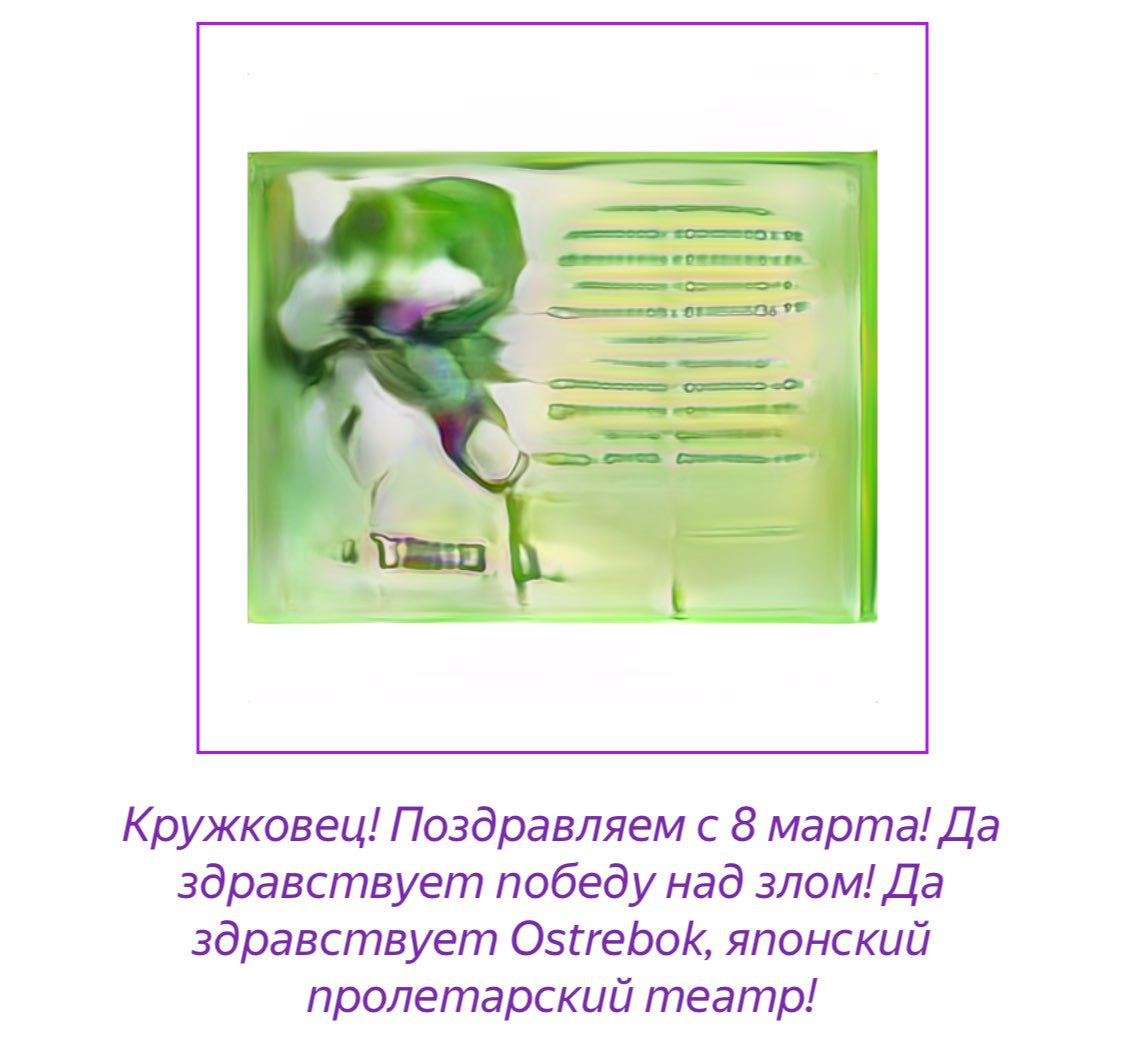 Кружковец! Поздравляем с 8 марта! Да
здравствует победу над злом! Да
здравствует Ostrebok, японский
пролетарский театр!